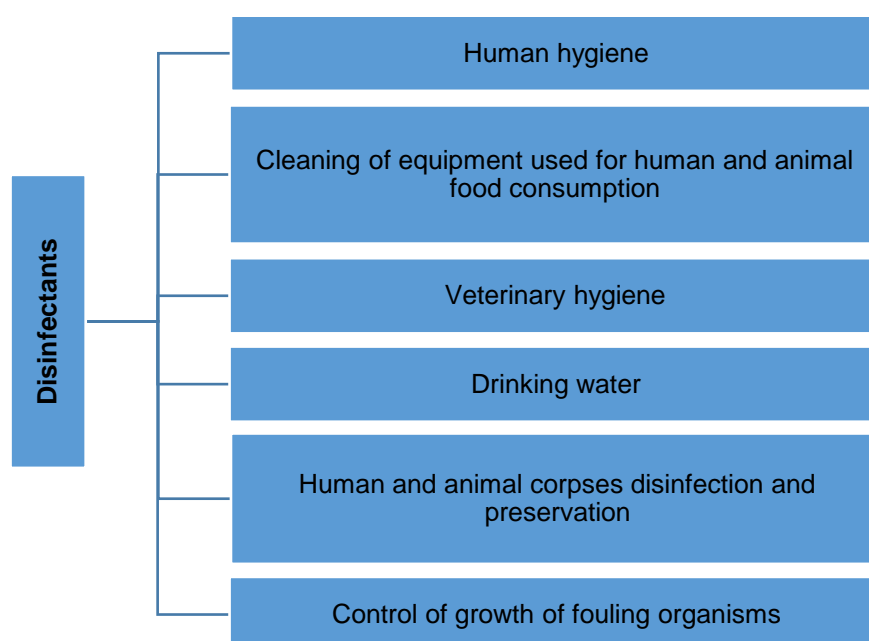 Disinfectants
Human hygiene
Cleaning of equipment used for human and animal
food consumption
Veterinary hygiene
Drinking water
Human and animal corpses disinfection and
preservation
Control of growth of fouling organisms